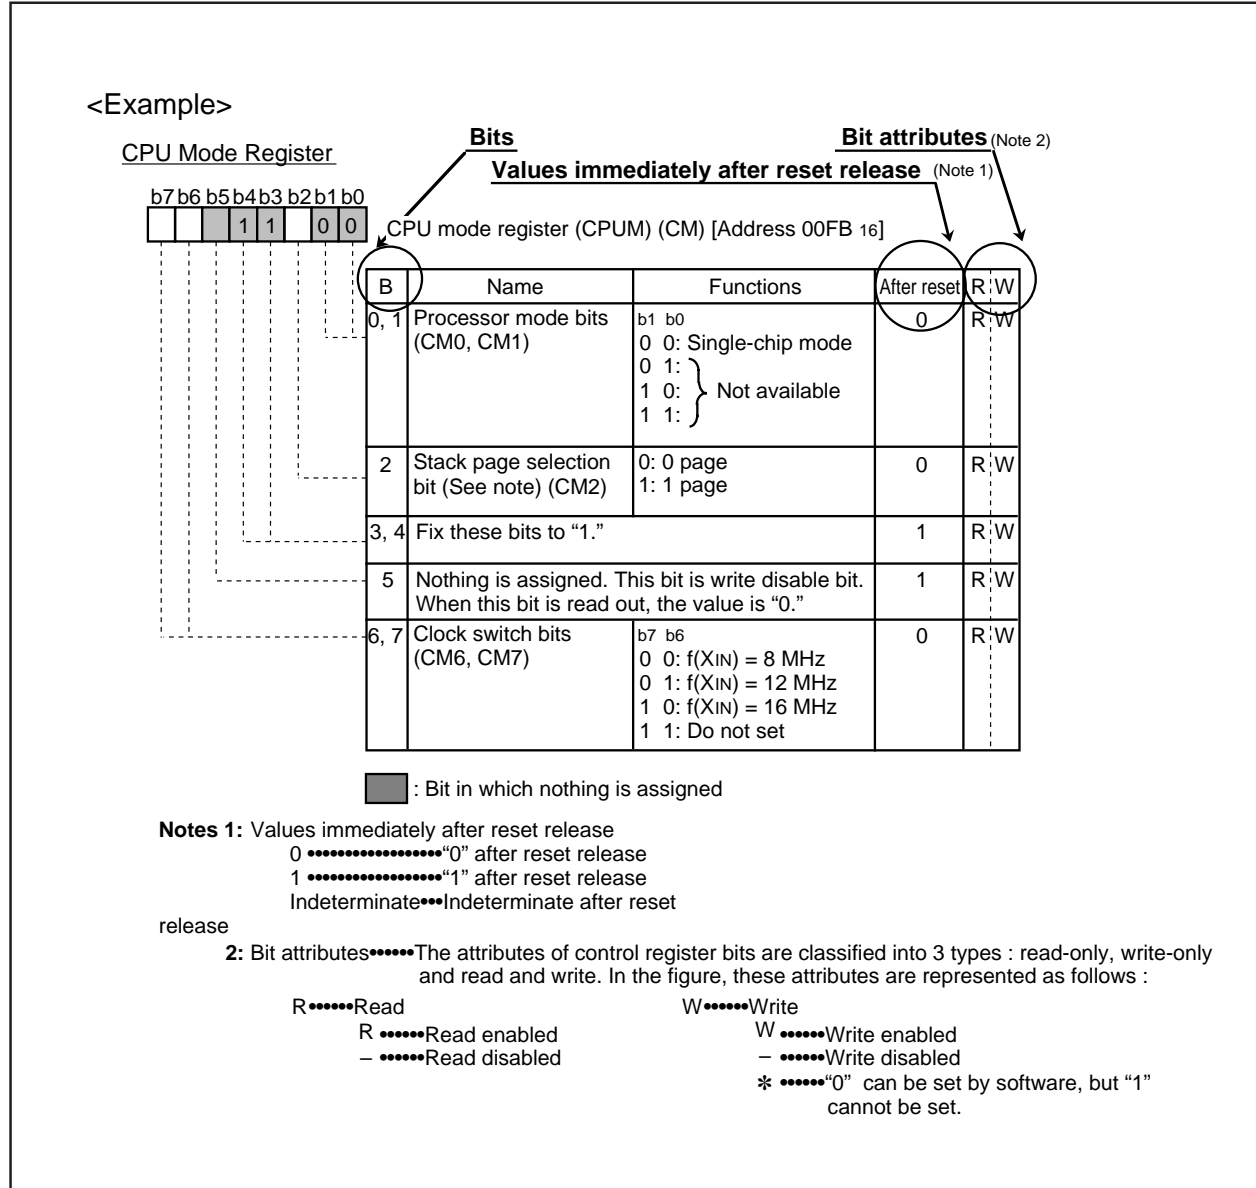 <Example>
Bits
Bit attributes (Note 2)
CPU Mode Register
Values immediately after reset release (Note 1)
b7 b6 b5 b4 b3 b2 b1 b0
1 1 0 0
CPU mode register (CPUM) (CM) [Address 00FB 16]
B Name Functions After reset R W
0, 1 Processor mode bits b1 b0 0 R W
(CM0, CM1) 0 0: Single-chip mode
0 1:
1 0: Not available
1 1:
2 Stack page selection 0: 0 page 0 R W
bit (See note) (CM2) 1: 1 page
3, 4 Fix these bits to “1.” 1 R W
5 Nothing is assigned. This bit is write disable bit. 1 R W
When this bit is read out, the value is “0.”
6, 7 Clock switch bits b7 b6 0 R W
(CM6, CM7) 0 0: f(XIN) = 8 MHz
0 1: f(XIN) = 12 MHz
1 0: f(XIN) = 16 MHz
1 1: Do not set
: Bit in which nothing is assigned
Notes 1: Values immediately after reset release
0 ••••••••••••••••••“0” after reset release
1 ••••••••••••••••••“1” after reset release
Indeterminate•••Indeterminate after reset
release
2: Bit attributes••••••The attributes of control register bits are classified into 3 types : read-only, write-only
and read and write. In the figure, these attributes are represented as follows :
R••••••Read W••••••Write
R ••••••Read enabled W ••••••Write enabled
– ••••••Read disabled – ••••••Write disabled
✻ ••••••“0” can be set by software, but “1”
cannot be set.